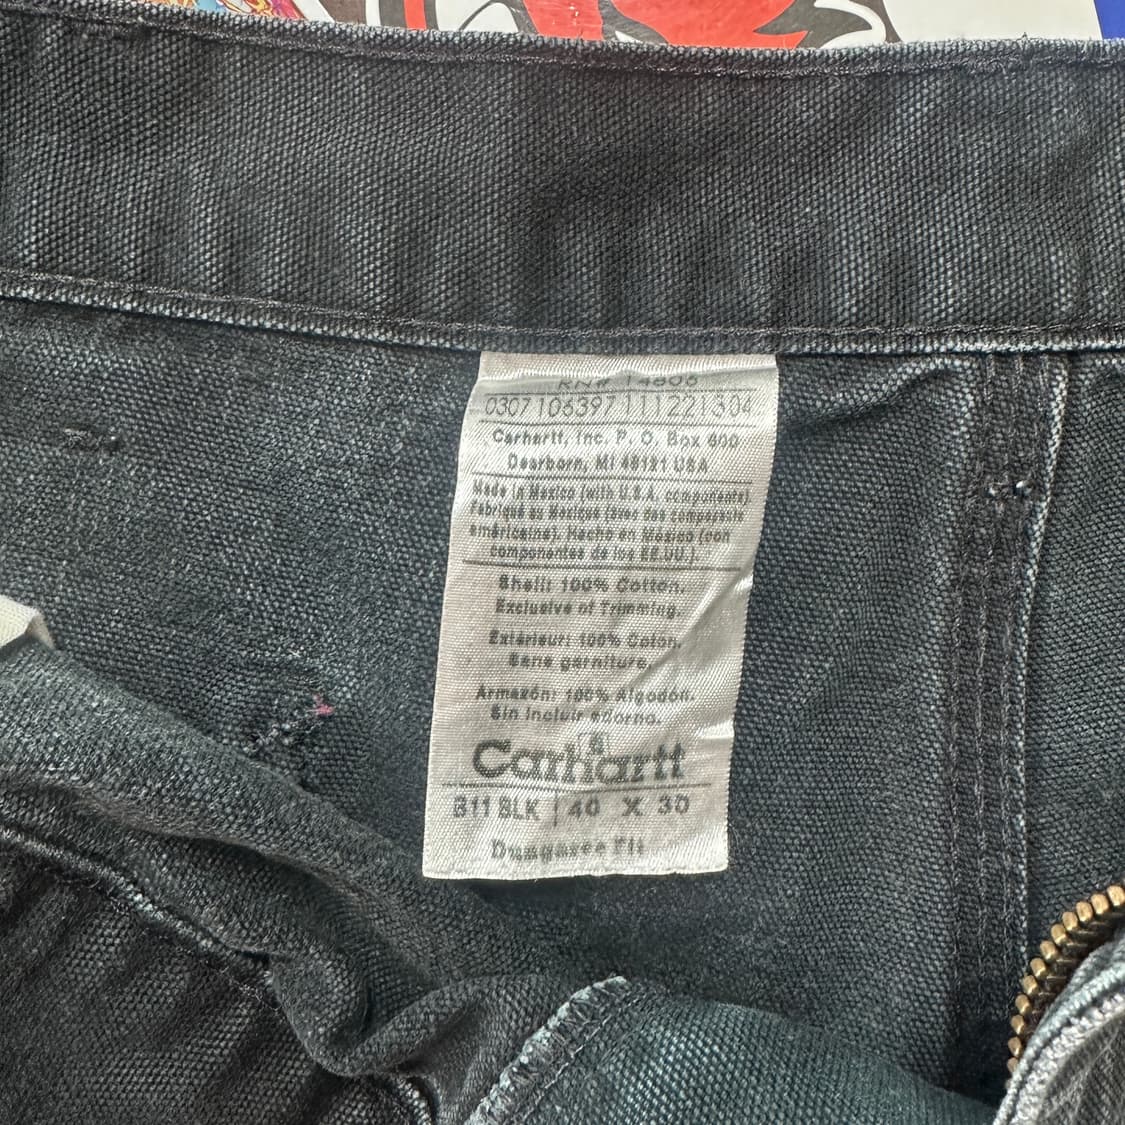 RN# 14806
0307106397 111221304
Carhartt, Inc. P. O. Box 600
Dearborn, MI 48121 USA
Made in Mexico (with U.S.A. components)
Fabriqué au Mexique (avec des composants
américains). Hecho en México (con
componentes de los EE.UU.).
Shell: 100% Cotton.
Exclusive of Trimming.
Extérieur: 100% Coton.
Sans garniture.
Armazón: 100% Algodón.
Sin incluir adorno.
Carhartt
B11 BLK | 40 X 30
Dungaree Fit